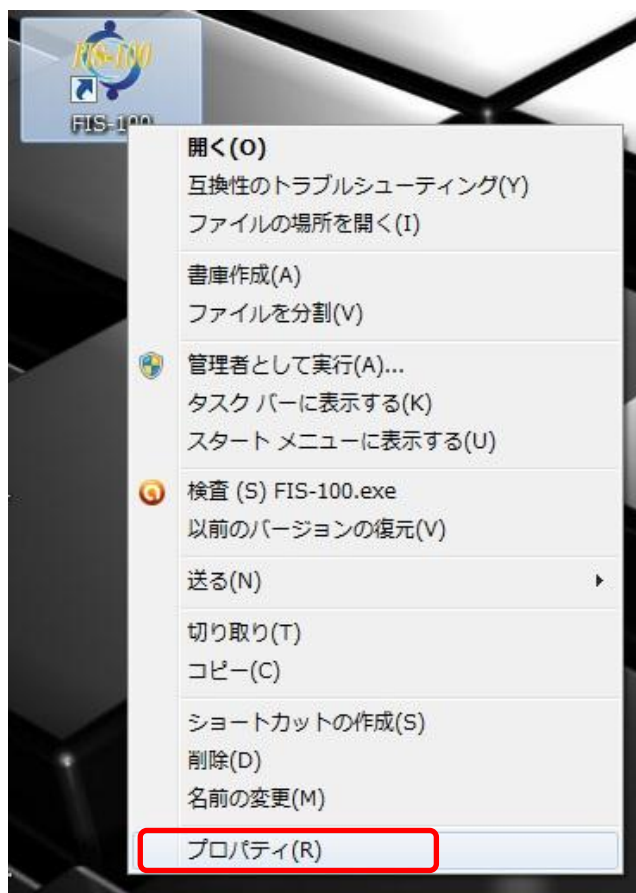 FIS-100
FIS-100
開く(O)
互換性のトラブルシューティング(Y)
ファイルの場所を開く(I)
書庫作成(A)
ファイルを分割(V)
管理者として実行(A)...
タスク バーに表示する(K)
スタート メニューに表示する(U)
検査 (S) FIS-100.exe
以前のバージョンの復元(V)
送る(N)
切り取り(T)
コピー(C)
ショートカットの作成(S)
削除(D)
名前の変更(M)
プロパティ(R)